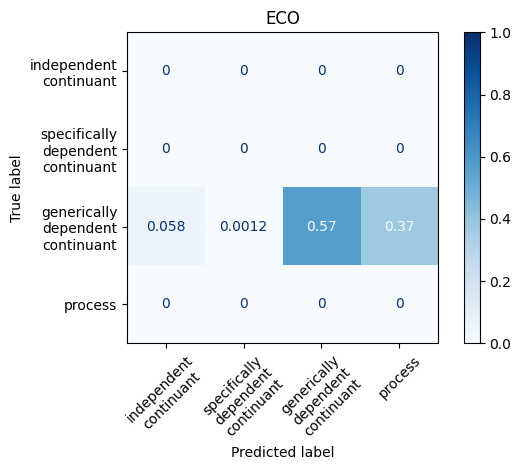 ECO
True label
independent
continuant
0 0 0 0
specifically
dependent
continuant
0 0 0 0
generically
dependent
continuant
0.058 0.0012 0.57 0.37
process
0 0 0 0
independent
continuant
specifically
dependent
continuant
generically
dependent
continuant
process
Predicted label
1.0
0.8
0.6
0.4
0.2
0.0